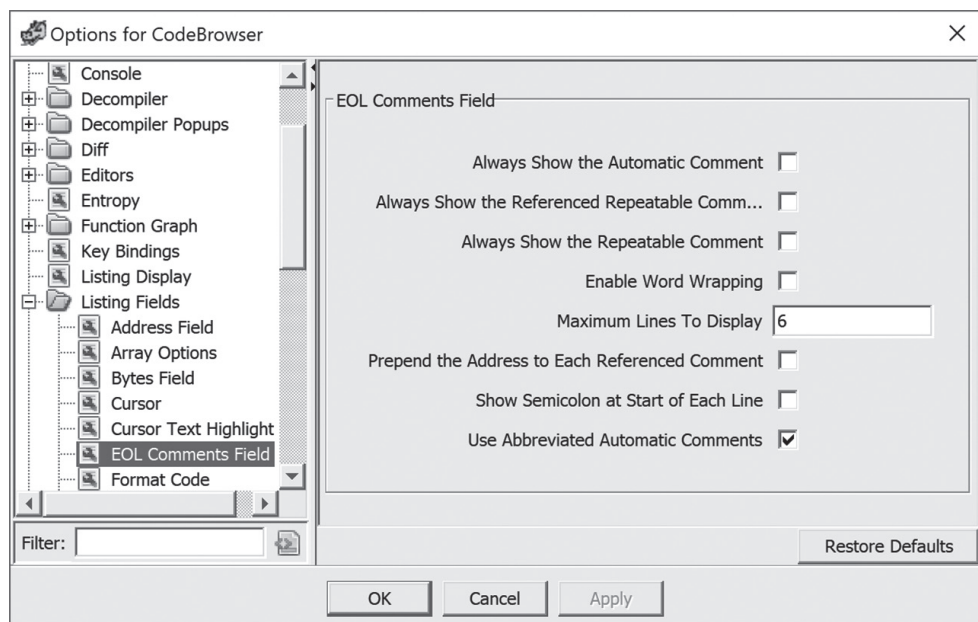 Options for CodeBrowser
Console
Decompiler
Decompiler Popups
Diff
Editors
Entropy
Function Graph
Key Bindings
Listing Display
Listing Fields
Address Field
Array Options
Bytes Field
Cursor
Cursor Text Highlight
EOL Comments Field
Format Code
Filter:
EOL Comments Field
Always Show the Automatic Comment
Always Show the Referenced Repeatable Comm...
Always Show the Repeatable Comment
Enable Word Wrapping
Maximum Lines To Display 6
Prepend the Address to Each Referenced Comment
Show Semicolon at Start of Each Line
Use Abbreviated Automatic Comments
Restore Defaults
OK Cancel Apply